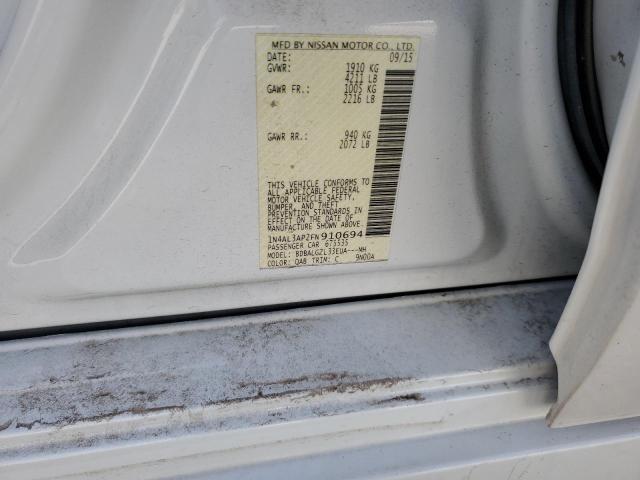 MFD BY NISSAN MOTOR CO., LTD.
DATE: 09/15
GVWR: 1910 KG
4211 LB
GAWR FR.: 1005 KG
2216 LB
GAWR RR.: 940 KG
2072 LB
THIS VEHICLE CONFORMS TO
ALL APPLICABLE FEDERAL
MOTOR VEHICLE SAFETY,
BUMPER, AND THEFT
PREVENTION STANDARDS IN
EFFECT ON THE DATE OF
MANUFACTURE SHOWN ABOVE.
1N4AL3AP2FN910694
PASSENGER CAR 675535
MODEL: BDBALGZL33EUA----NH
COLOR: QAB TRIM: C 9N00A